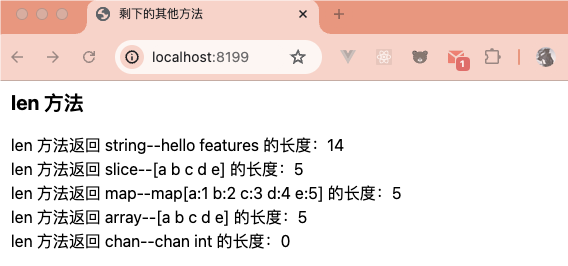 剩下的其他方法
localhost:8199
1
len 方法
len 方法返回 string--hello features 的长度：14
len 方法返回 slice--[a b c d e] 的长度：5
len 方法返回 map--map[a:1 b:2 c:3 d:4 e:5] 的长度：5
len 方法返回 array--[a b c d e] 的长度：5
len 方法返回 chan--chan int 的长度：0